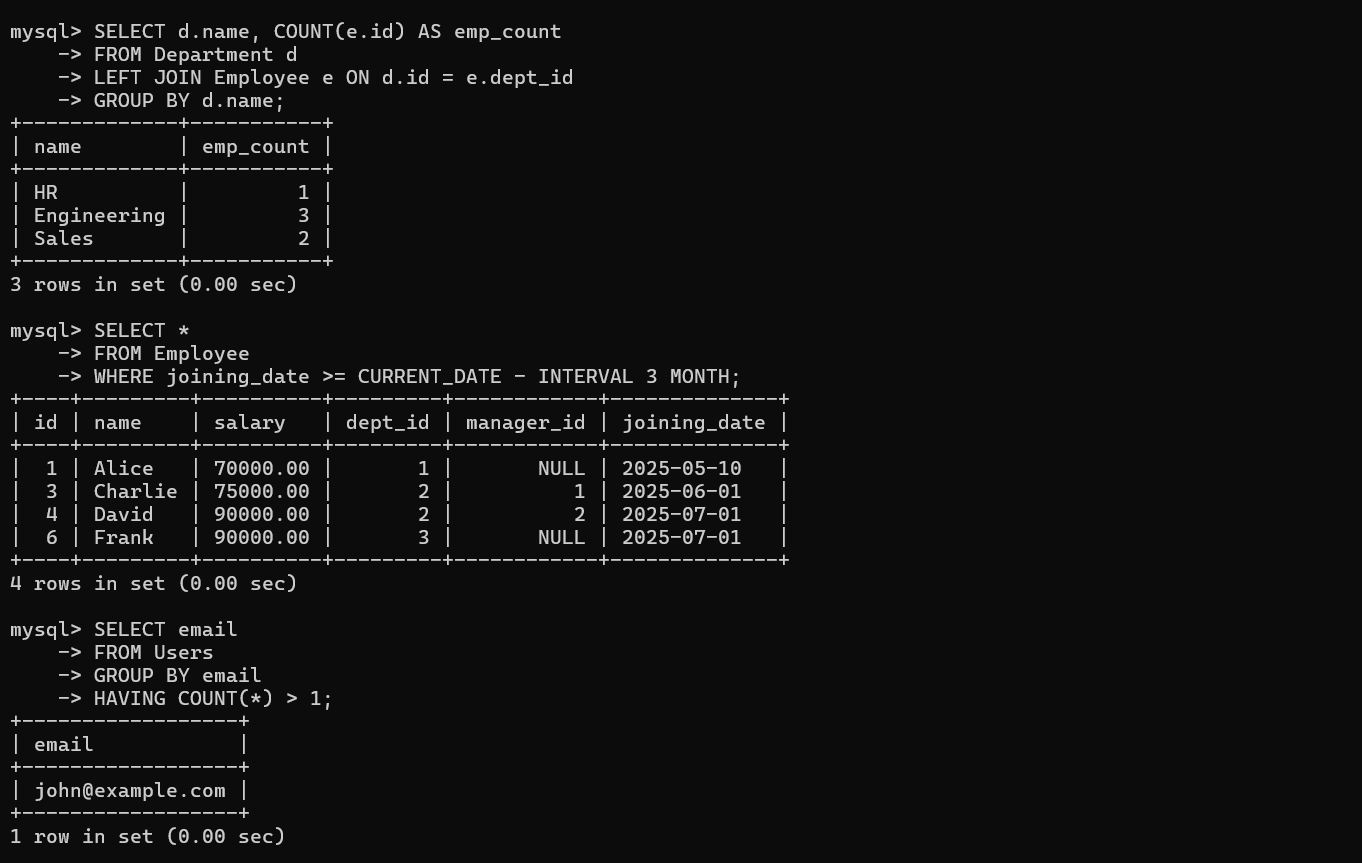 mysql> SELECT d.name, COUNT(e.id) AS emp_count
    -> FROM Department d
    -> LEFT JOIN Employee e ON d.id = e.dept_id
    -> GROUP BY d.name;
+-------------+-----------+
| name        | emp_count |
+-------------+-----------+
| HR          |         1 |
| Engineering |         3 |
| Sales       |         2 |
+-------------+-----------+
3 rows in set (0.00 sec)

mysql> SELECT *
    -> FROM Employee
    -> WHERE joining_date >= CURRENT_DATE - INTERVAL 3 MONTH;
+----+---------+----------+---------+------------+--------------+
| id | name    | salary   | dept_id | manager_id | joining_date |
+----+---------+----------+---------+------------+--------------+
|  1 | Alice   | 70000.00 |       1 |       NULL | 2025-05-10   |
|  3 | Charlie | 75000.00 |       2 |          1 | 2025-06-01   |
|  4 | David   | 90000.00 |       2 |          2 | 2025-07-01   |
|  6 | Frank   | 90000.00 |       3 |       NULL | 2025-07-01   |
+----+---------+----------+---------+------------+--------------+
4 rows in set (0.00 sec)

mysql> SELECT email
    -> FROM Users
    -> GROUP BY email
    -> HAVING COUNT(*) > 1;
+------------------+
| email            |
+------------------+
| john@example.com |
+------------------+
1 row in set (0.00 sec)